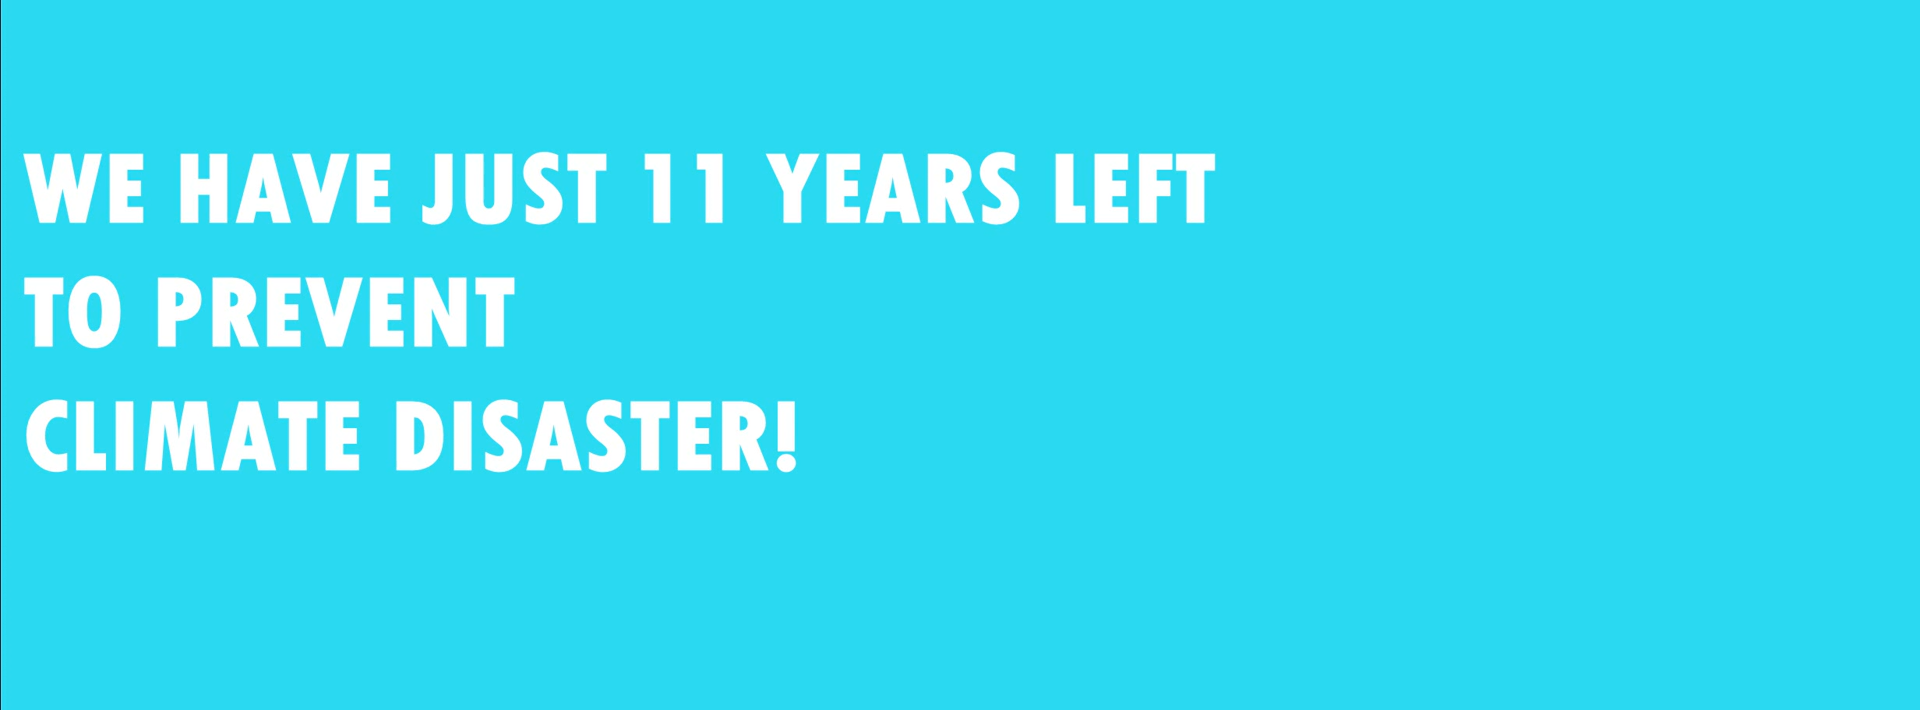 WE HAVE JUST 11 YEARS LEFT
TO PREVENT
CLIMATE DISASTER!